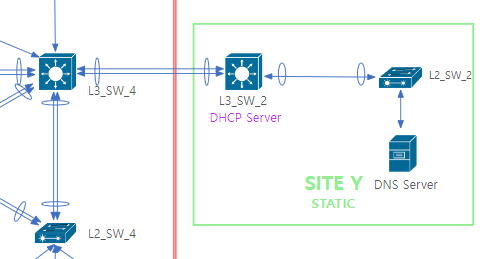 L3_SW_4
L3_SW_2
DHCP Server
L2_SW_2
SITE Y
STATIC
DNS Server
L2_SW_4